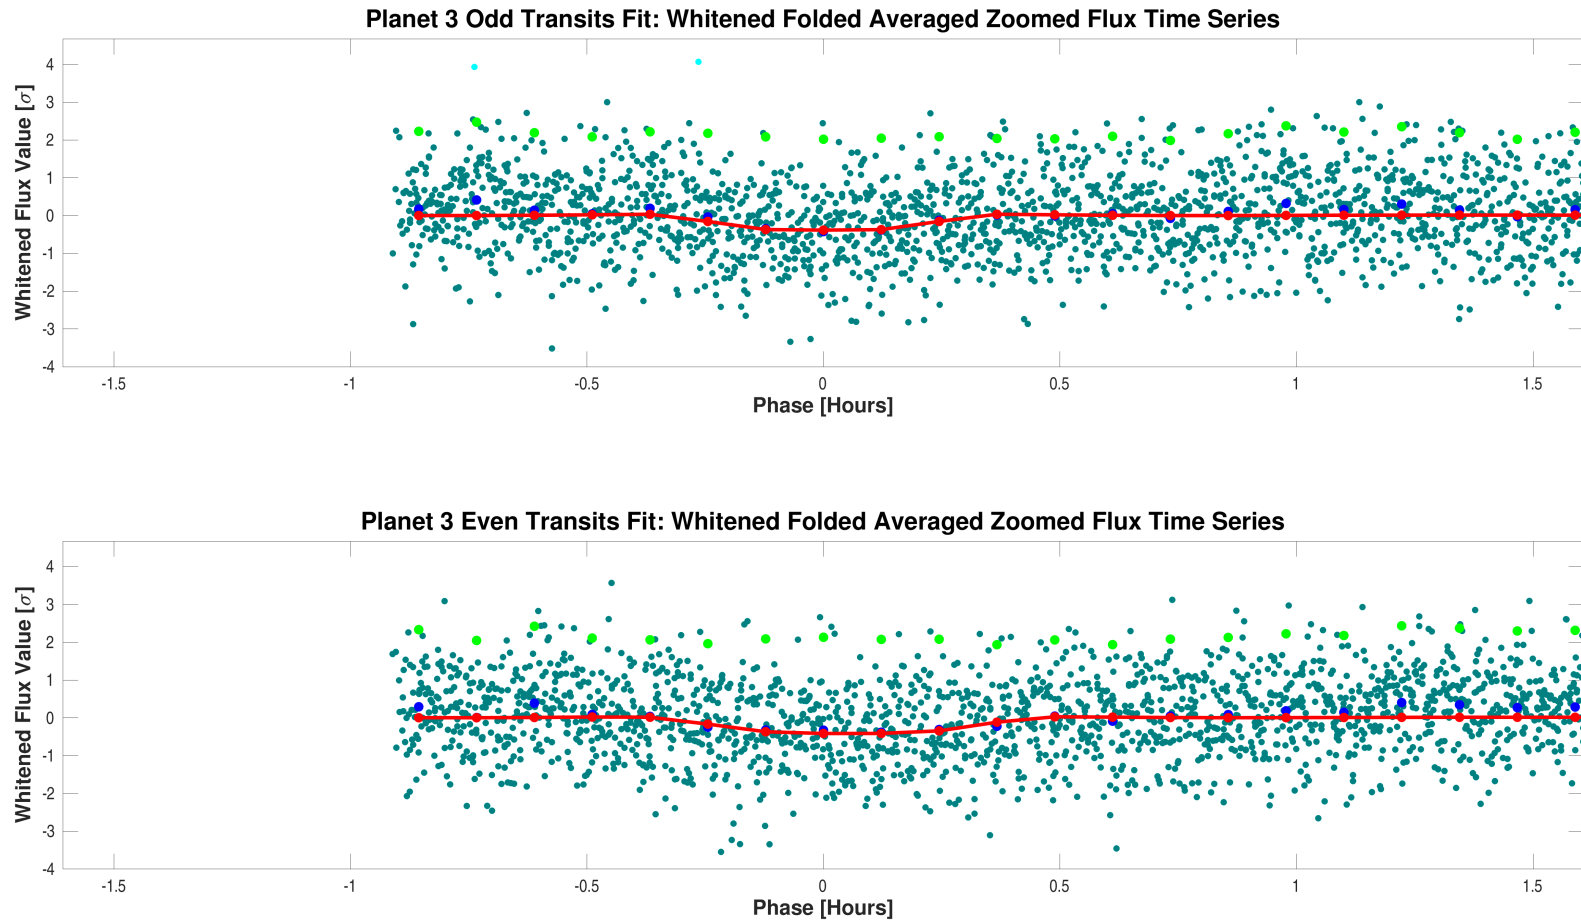 Planet 3 Odd Transits Fit: Whitened Folded Averaged Zoomed Flux Time Series
Whitened Flux Value [σ]
4
3
2
1
0
-1
-2
-3
-4
-1.5 -1 -0.5 0 0.5 1 1.5
Phase [Hours]
Planet 3 Even Transits Fit: Whitened Folded Averaged Zoomed Flux Time Series
Whitened Flux Value [σ]
4
3
2
1
0
-1
-2
-3
-4
-1.5 -1 -0.5 0 0.5 1 1.5
Phase [Hours]